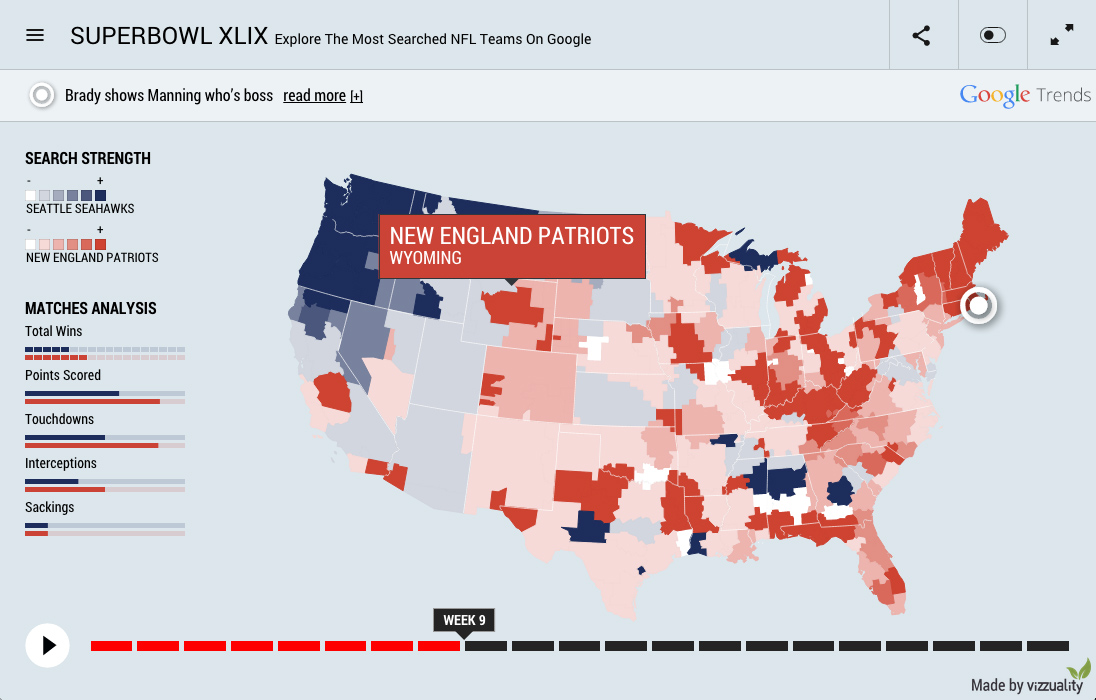 SUPERBOWL XLIX Explore The Most Searched NFL Teams On Google
Brady shows Manning who's boss read more [+]
Google Trends
SEARCH STRENGTH
- +
SEATTLE SEAHAWKS
- +
NEW ENGLAND PATRIOTS
NEW ENGLAND PATRIOTS
WYOMING
MATCHES ANALYSIS
Total Wins
Points Scored
Touchdowns
Interceptions
Sackings
WEEK 9
Made by vizzuality